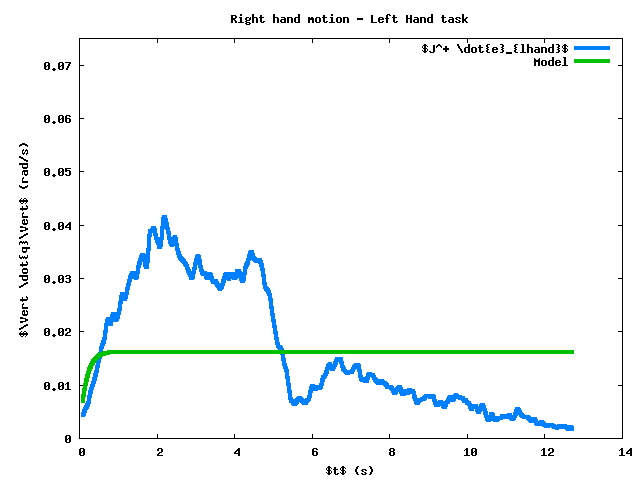 Right hand motion - Left Hand task
$J^+ \dot{e}_{lhand}$
Model
0.07
0.06
0.05
0.04
0.03
0.02
0.01
0
$\Vert \dot{q}\Vert$ (rad/s)
0 2 4 6 8 10 12 14
$t$ (s)